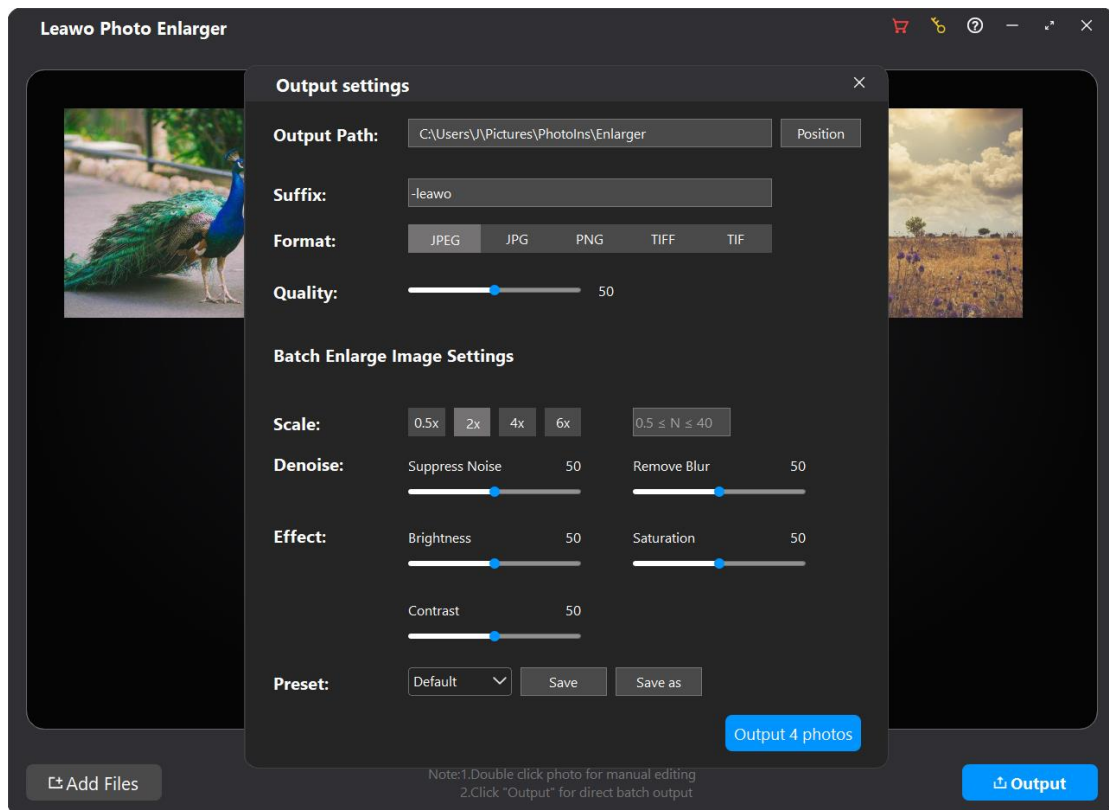 Leawo Photo Enlarger
Output settings
Output Path: C:\Users\J\Pictures\PhotoIns\Enlarger Position
Suffix: -leawo
Format: JPEG JPG PNG TIFF TIF
Quality: 50
Batch Enlarge Image Settings
Scale: 0.5x 2x 4x 6x 0.5 ≤ N ≤ 40
Denoise: Suppress Noise 50 Remove Blur 50
Effect: Brightness 50 Saturation 50
Contrast 50
Preset: Default Save Save as
Output 4 photos
Add Files
Note:1.Double click photo for manual editing
2.Click "Output" for direct batch output
Output